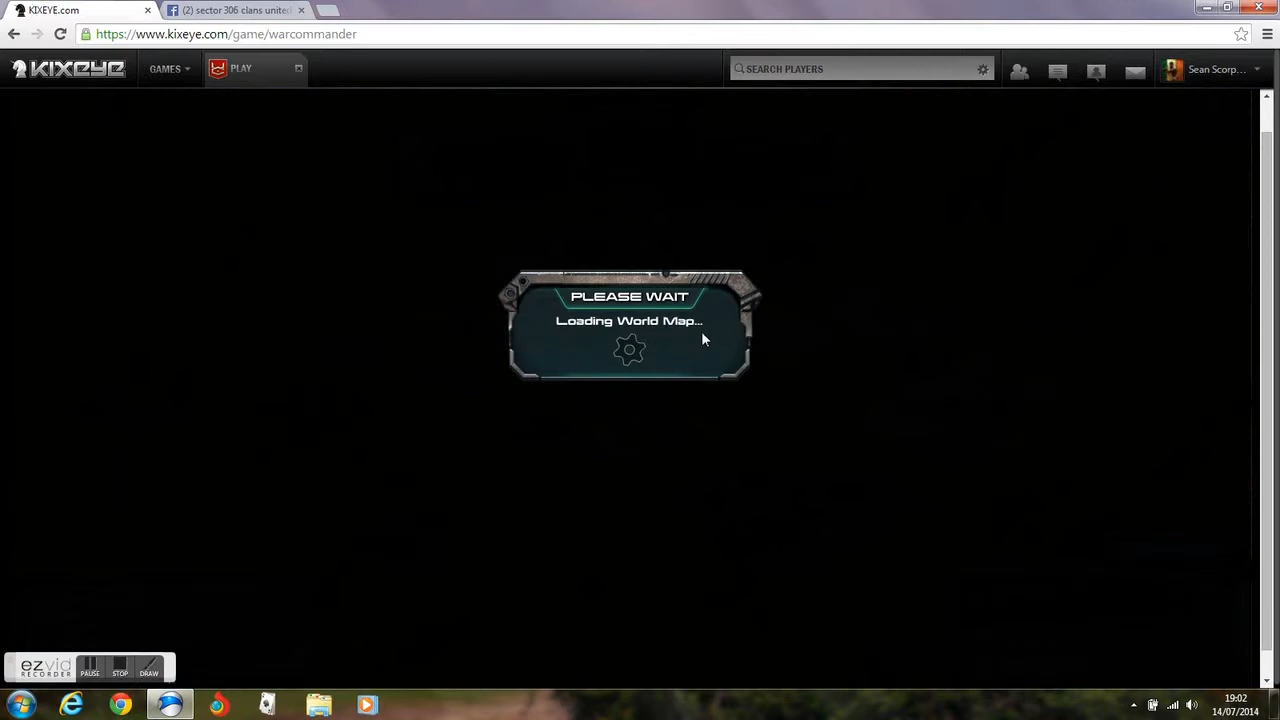 KIXEYE.com
(2) sector 306 clans united
https://www.kixeye.com/game/warcommander
KIXEYE
GAMES
PLAY
SEARCH PLAYERS
Sean Scorp...
PLEASE WAIT
Loading World Map...
ezvid
RECORDER
PAUSE
STOP
DRAW
19:02
14/07/2014